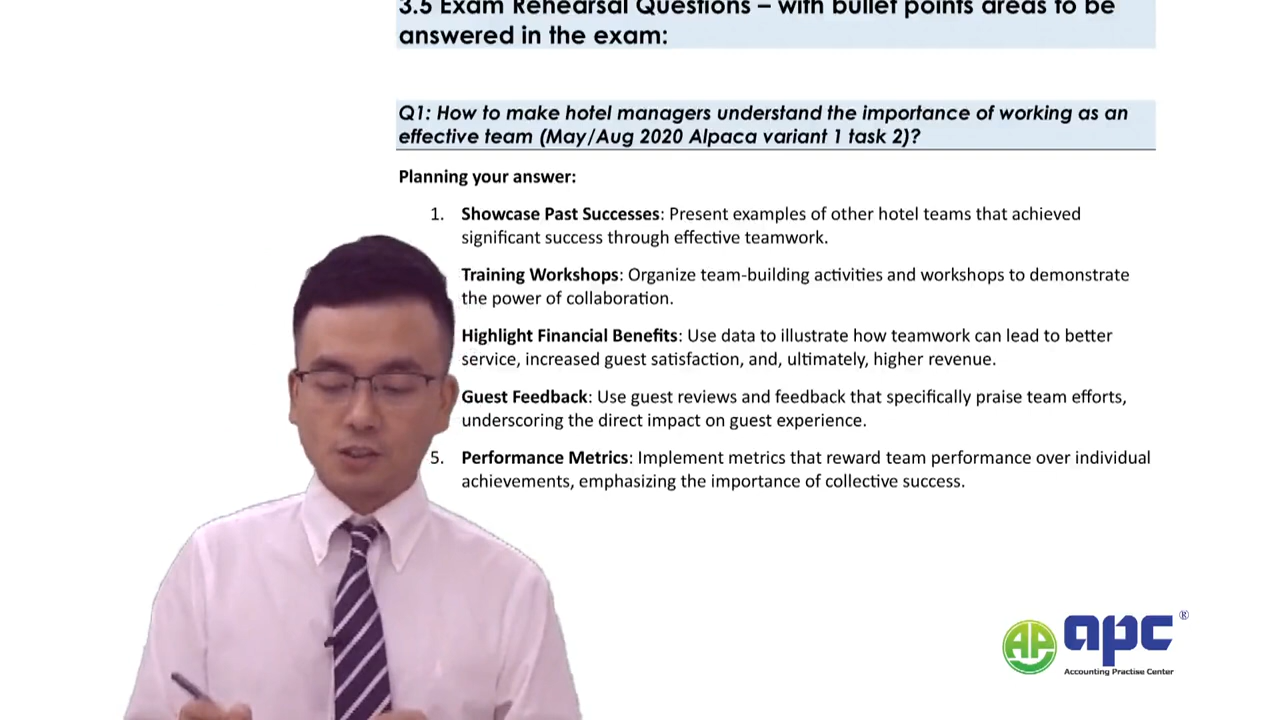 3.5 Exam Rehearsal Questions – with bullet points areas to be
answered in the exam:
Q1: How to make hotel managers understand the importance of working as an
effective team (May/Aug 2020 Alpaca variant 1 task 2)?
Planning your answer:
1. Showcase Past Successes: Present examples of other hotel teams that achieved
significant success through effective teamwork.
Training Workshops: Organize team-building activities and workshops to demonstrate
the power of collaboration.
Highlight Financial Benefits: Use data to illustrate how teamwork can lead to better
service, increased guest satisfaction, and, ultimately, higher revenue.
Guest Feedback: Use guest reviews and feedback that specifically praise team efforts,
underscoring the direct impact on guest experience.
5. Performance Metrics: Implement metrics that reward team performance over individual
achievements, emphasizing the importance of collective success.
AP apc ®
Accounting Practise Center